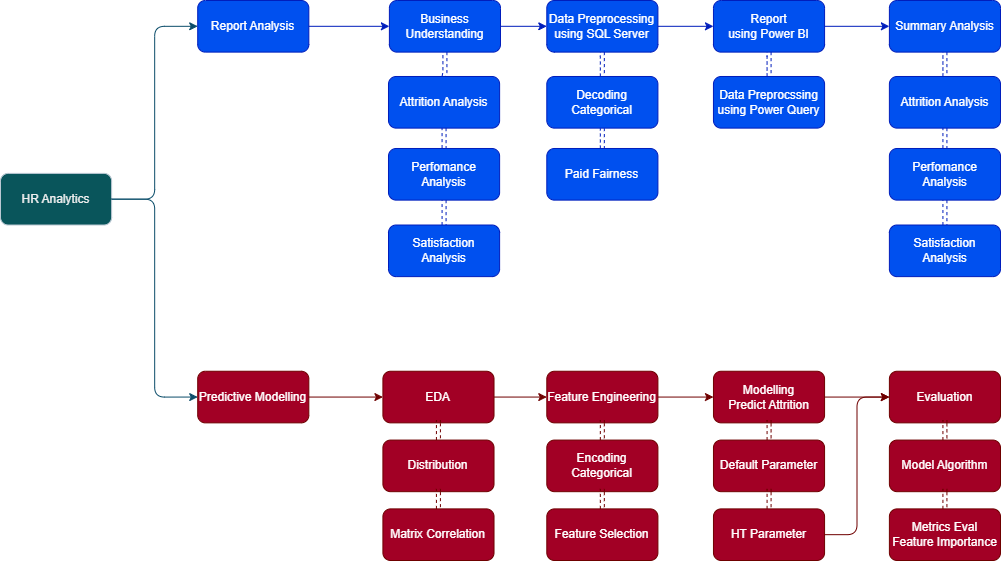 Report Analysis
Business
Understanding
Data Preprocessing
using SQL Server
Report
using Power BI
Summary Analysis
Attrition Analysis
Decoding
Categorical
Data Preprocssing
using Power Query
Attrition Analysis
Perfomance
Analysis
Paid Fairness
Perfomance
Analysis
HR Analytics
Satisfaction
Analysis
Satisfaction
Analysis
Predictive Modelling
EDA
Feature Engineering
Modelling
Predict Attrition
Evaluation
Distribution
Encoding
Categorical
Default Parameter
Model Algorithm
Matrix Correlation
Feature Selection
HT Parameter
Metrics Eval
Feature Importance